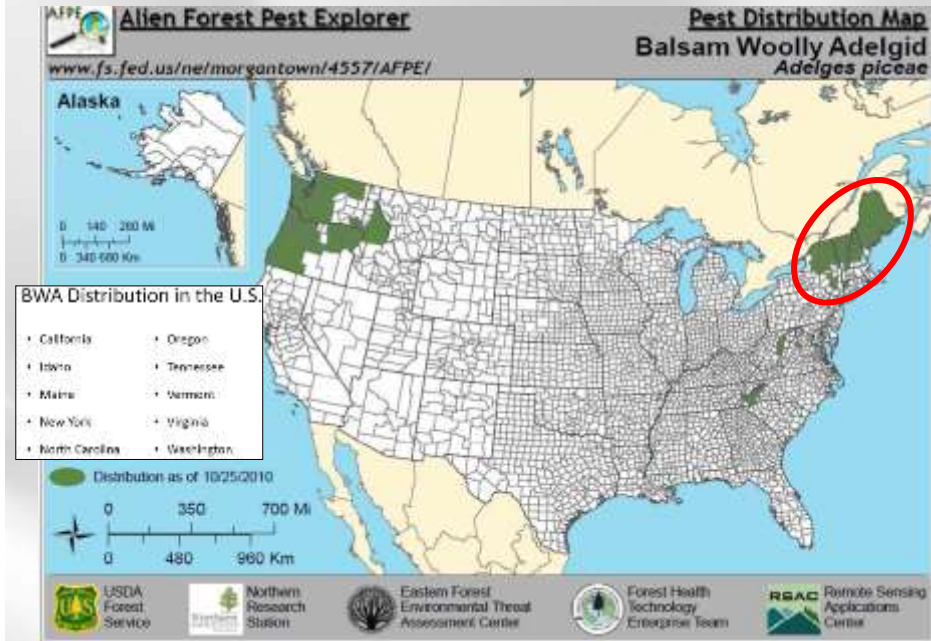 AFPE
Alien Forest Pest Explorer
Pest Distribution Map
Balsam Woolly Adelgid
www.fs.fed.us/ne/morgantown/4557/AFPE/
Adelges piceae
Alaska
0 140 280 Mi
0 340 680 Km
BWA Distribution in the U.S.
• California
• Idaho
• Maine
• New York
• North Carolina
• Oregon
• Tennessee
• Vermont
• Virginia
• Washington
Distribution as of 10/25/2010
0 350 700 Mi
0 480 960 Km
USDA
Forest
Service
Northern
Research
Station
Eastern Forest
Environmental Threat
Assessment Center
Forest Health
Technology
Enterprise Team
RSAC
Remote Sensing
Applications
Center